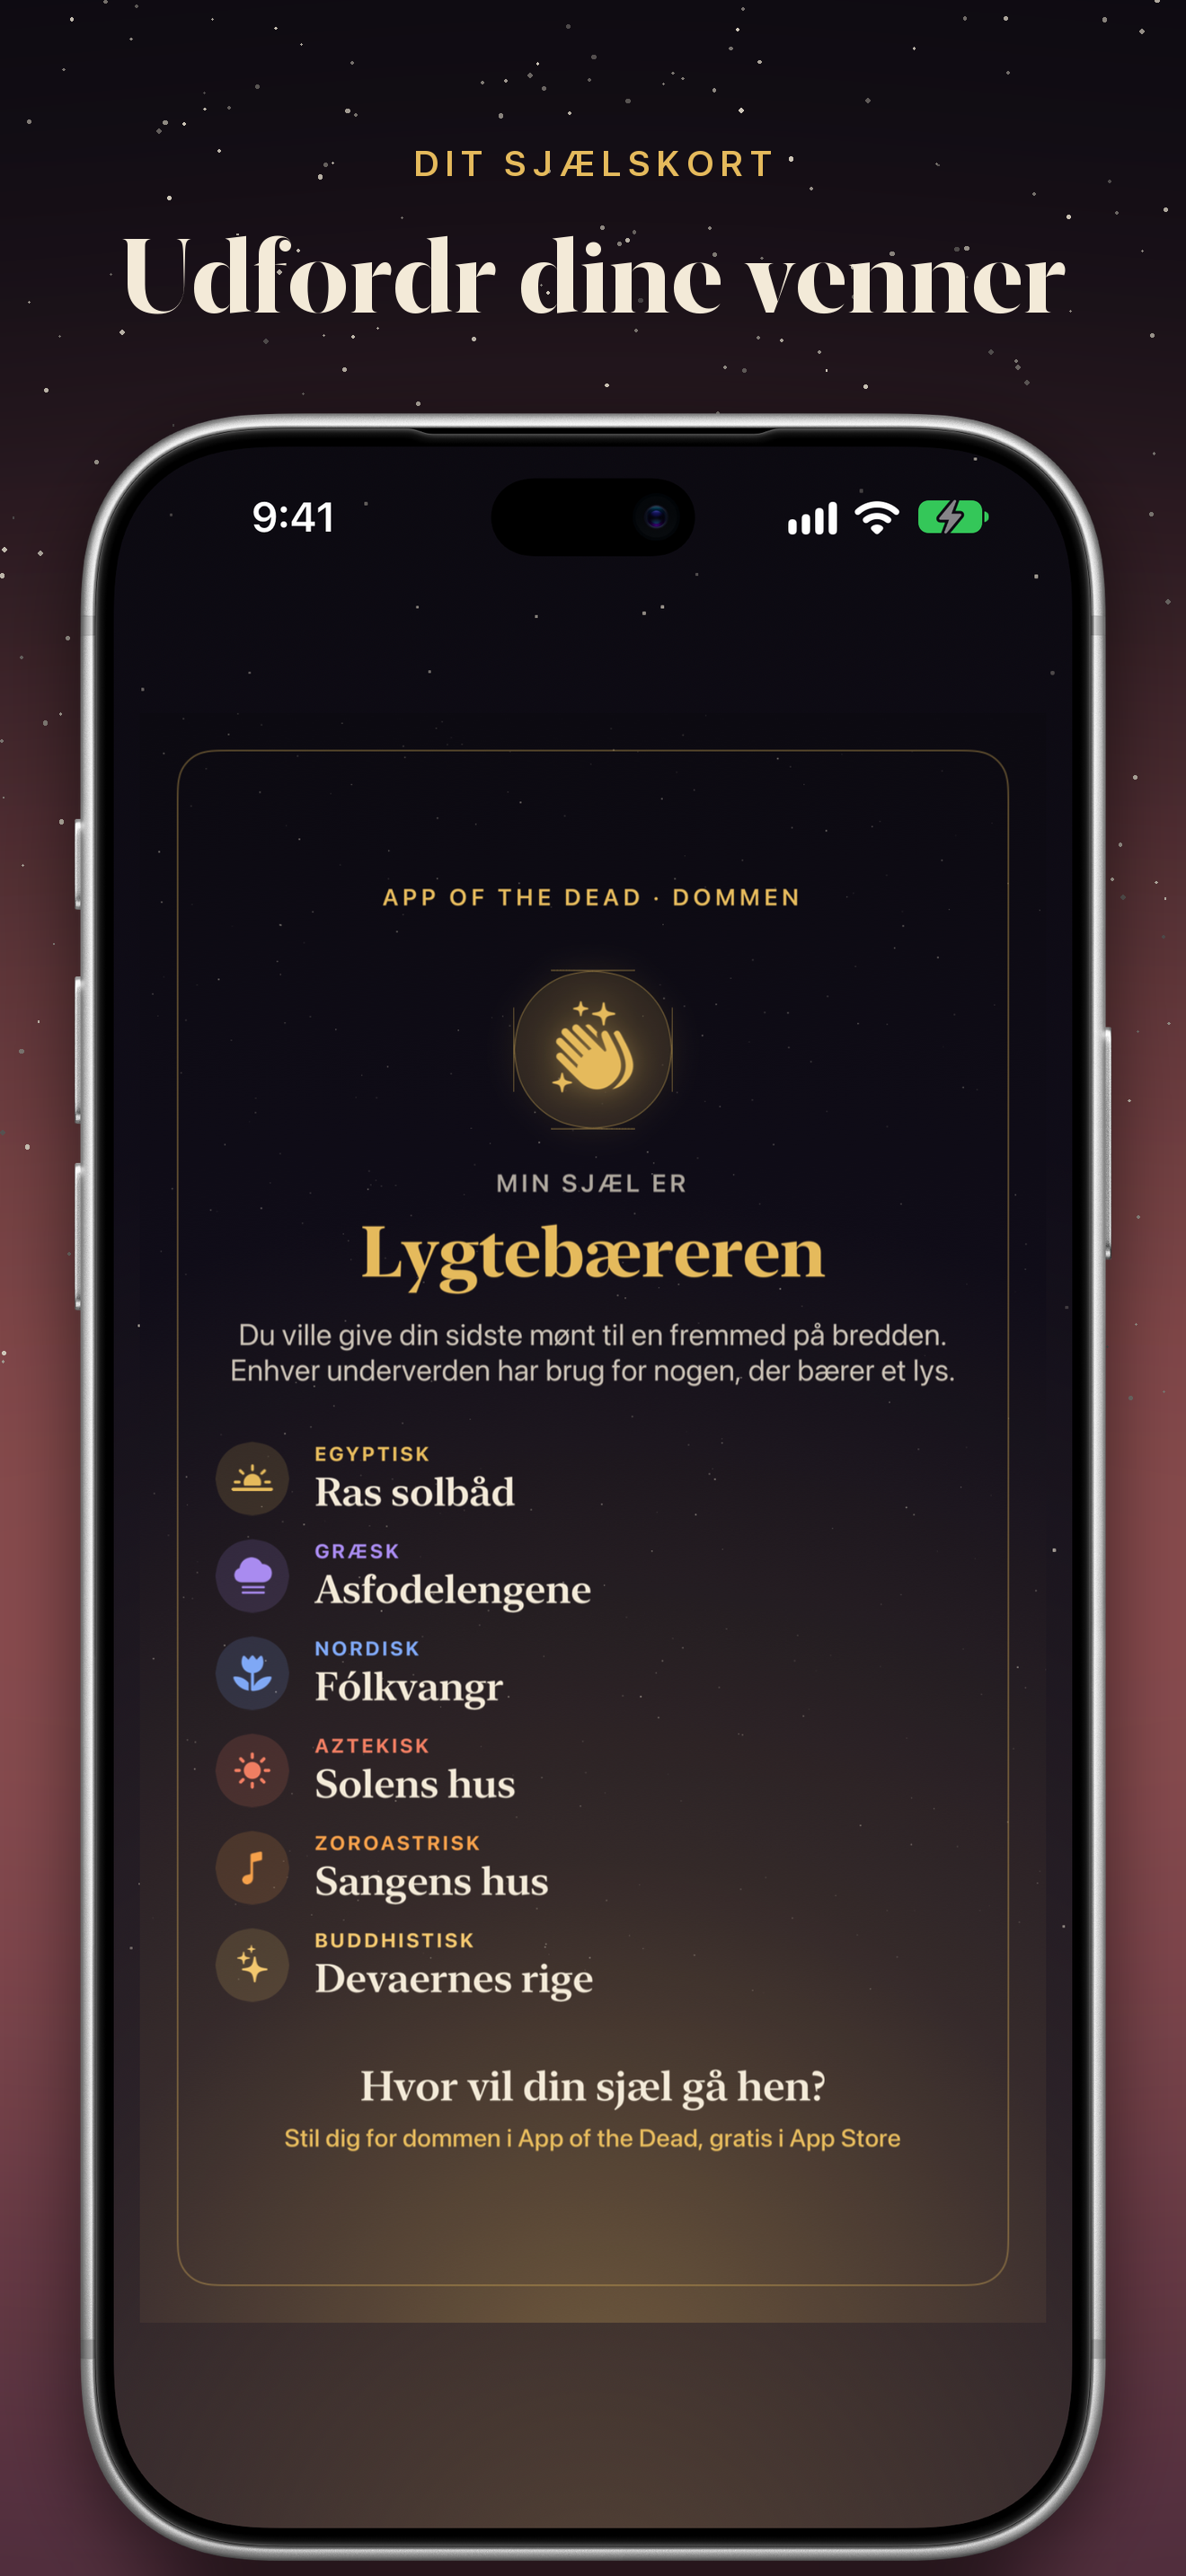 DIT SJÆLSKORT
Udfordr dine venner
9:41
APP OF THE DEAD · DOMMEN
MIN SJÆL ER
Lygtebæreren
Du ville give din sidste mønt til en fremmed på bredden.
Enhver underverden har brug for nogen, der bærer et lys.
EGYPTISK
Ras solbåd
GRÆSK
Asfodelengene
NORDISK
Fólkvangr
AZTEKISK
Solens hus
ZOROASTRISK
Sangens hus
BUDDHISTISK
Devaernes rige
Hvor vil din sjæl gå hen?
Stil dig for dommen i App of the Dead, gratis i App Store